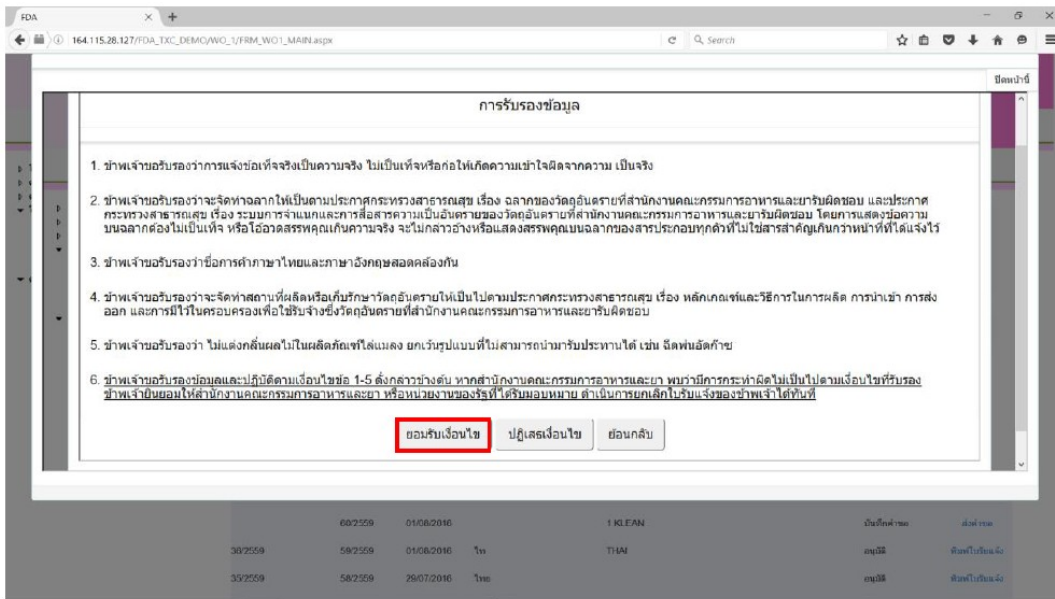 FDA
164.115.28.127/FDA_TXC_DEMO/WO_1/FRM_WO1_MAIN.aspx
Search
ปิดหน้านี้
การรับรองข้อมูล
1. ข้าพเจ้าขอรับรองว่าการแจ้งข้อเท็จจริงเป็นความจริง ไม่เป็นเท็จหรือก่อให้เกิดความเข้าใจผิดจากความ เป็นจริง
2. ข้าพเจ้าขอรับรองว่าจะจัดทำฉลากให้เป็นตามประกาศกระทรวงสาธารณสุข เรื่อง ฉลากของวัตถุอันตรายที่สำนักงานคณะกรรมการอาหารและยารับผิดชอบ และประกาศ
กระทรวงสาธารณสุข เรื่อง ระบบการจำแนกและการสื่อสารความเป็นอันตรายของวัตถุอันตรายที่สำนักงานคณะกรรมการอาหารและยารับผิดชอบ โดยการแสดงข้อความ
บนฉลากต้องไม่เป็นเท็จ หรือโอ้อวดสรรพคุณเกินความจริง จะไม่กล่าวอ้างหรือแสดงสรรพคุณบนฉลากของสารประกอบทุกตัวที่ไม่ใช่สารสำคัญเกินกว่าหน้าที่ที่ได้แจ้งไว้
3. ข้าพเจ้าขอรับรองว่าชื่อการค้าภาษาไทยและภาษาอังกฤษสอดคล้องกัน
4. ข้าพเจ้าขอรับรองว่าจะจัดทำสถานที่ผลิตหรือเก็บรักษาวัตถุอันตรายให้เป็นไปตามประกาศกระทรวงสาธารณสุข เรื่อง หลักเกณฑ์และวิธีการในการผลิต การนำเข้า การส่ง
ออก และการมีไว้ในครอบครองเพื่อใช้รับจ้างซึ่งวัตถุอันตรายที่สำนักงานคณะกรรมการอาหารและยารับผิดชอบ
5. ข้าพเจ้าขอรับรองว่า ไม่แต่งกลิ่นผลไม้ในผลิตภัณฑ์ไล่แมลง ยกเว้นรูปแบบที่ไม่สามารถนำมารับประทานได้ เช่น ฉีดพ่นอัดก๊าซ
6. ข้าพเจ้าขอรับรองข้อมูลและปฏิบัติตามเงื่อนไขข้อ 1-5 ดั่งกล่าวข้างต้น หากสำนักงานคณะกรรมการอาหารและยา พบว่ามีการกระทำผิดไม่เป็นไปตามเงื่อนไขที่รับรอง
ข้าพเจ้ายินยอมให้สำนักงานคณะกรรมการอาหารและยา หรือหน่วยงานของรัฐที่ได้รับมอบหมาย ดำเนินการยกเลิกใบรับแจ้งของข้าพเจ้าได้ทันที
ยอมรับเงื่อนไข ปฏิเสธเงื่อนไข ย้อนกลับ
60/2559 01/08/2016 1 KLEAN บันทึกคำขอ ส่งคำขอ
38/2559 59/2559 01/08/2016 ไท THAI อนุมัติ พิมพ์ใบรับแจ้ง
35/2559 58/2559 29/07/2016 ไทย อนุมัติ พิมพ์ใบรับแจ้ง